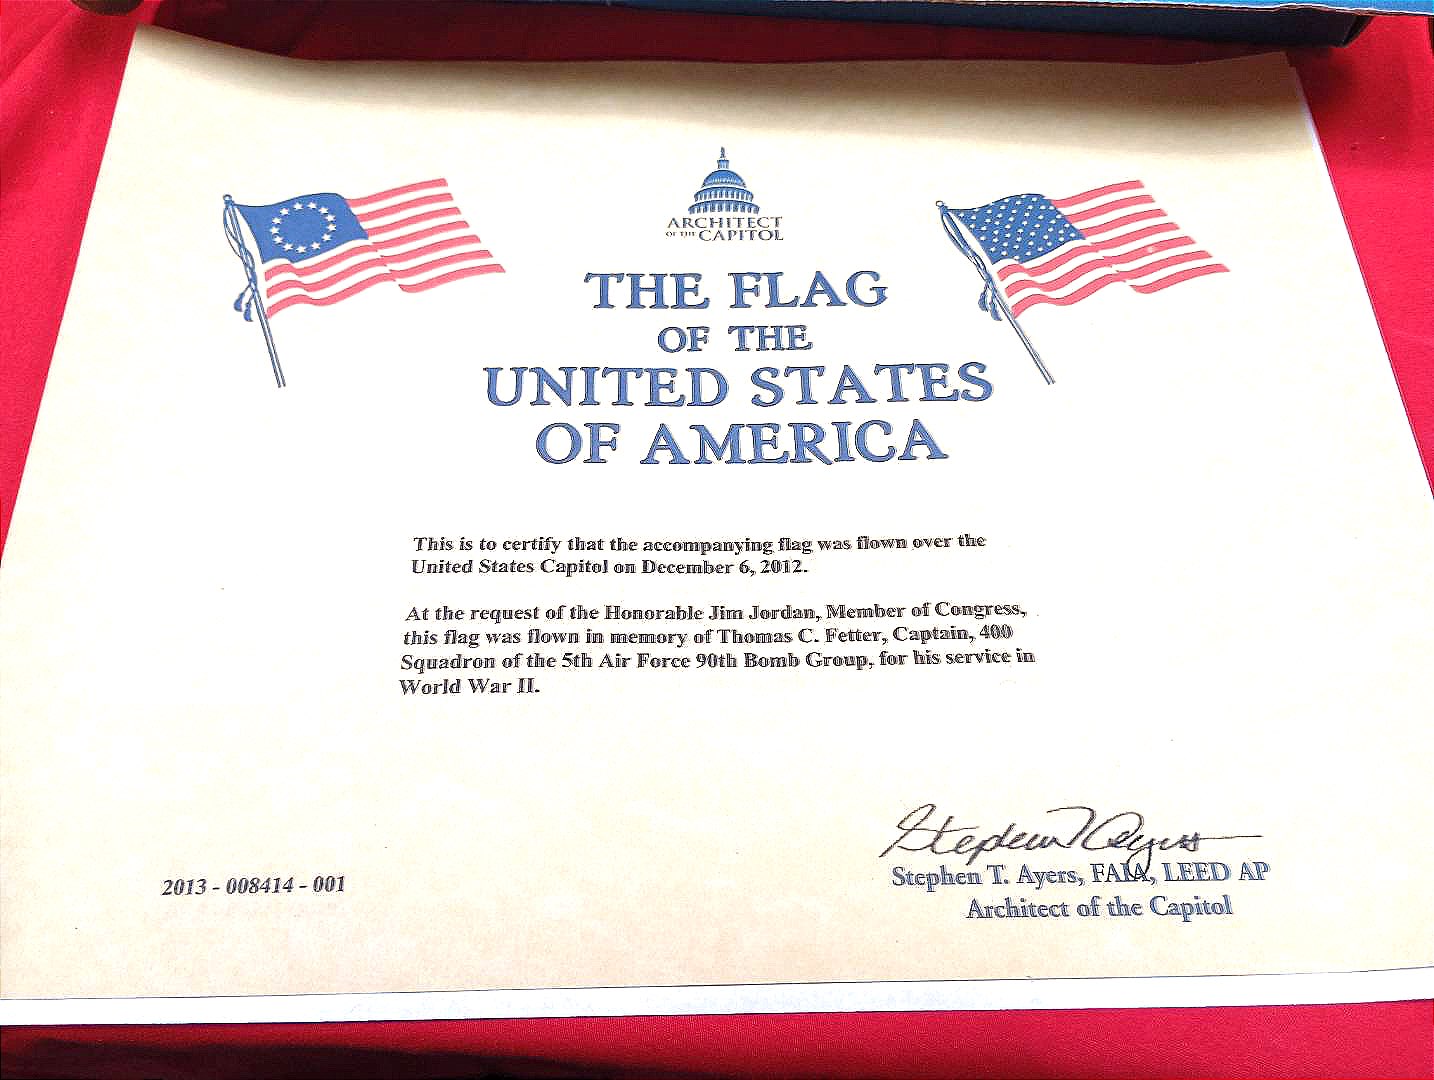 ARCHITECT
OF THE CAPITOL
THE FLAG
OF THE
UNITED STATES
OF AMERICA
This is to certify that the accompanying flag was flown over the
United States Capitol on December 6, 2012.
At the request of the Honorable Jim Jordan, Member of Congress,
this flag was flown in memory of Thomas C. Fetter, Captain, 400
Squadron of the 5th Air Force 90th Bomb Group, for his service in
World War II.
Stephen T. Ayers
Stephen T. Ayers, FAIA, LEED AP
Architect of the Capitol
2013 - 008414 - 001